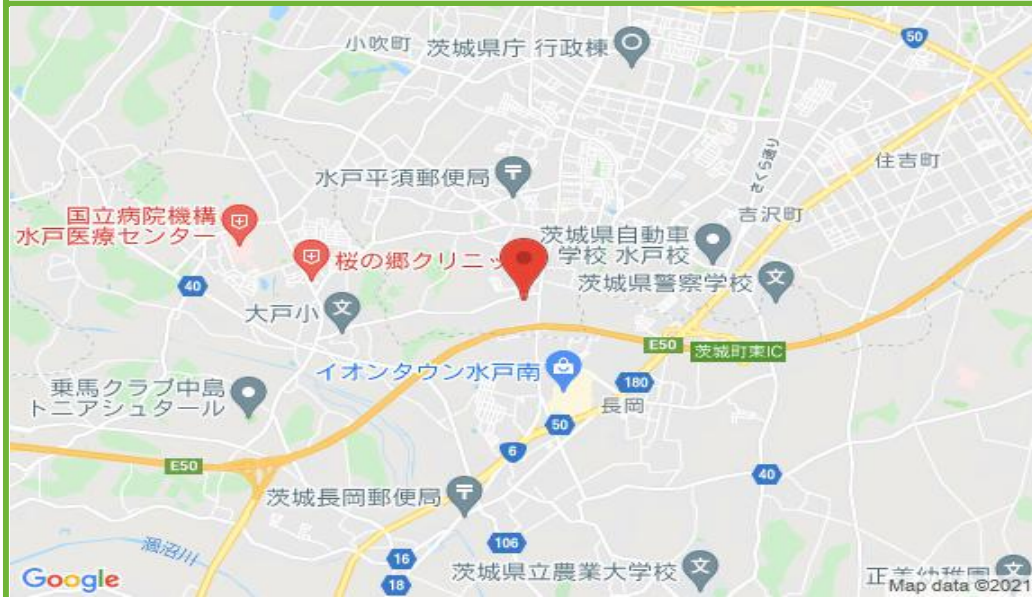 小吹町
茨城県庁 行政棟
50
水戸平須郵便局
さくら通り
住吉町
吉沢町
国立病院機構
水戸医療センター
桜の郷クリニッ
茨城県自動車
学校 水戸校
茨城県警察学校
40
大戸小
E50
茨城町東IC
イオンタウン水戸南
180
長岡
乗馬クラブ中島
トニアシュタール
50
6
E50
40
茨城長岡郵便局
涸沼川
106
16
18
茨城県立農業大学校
Google
Map data ©2021